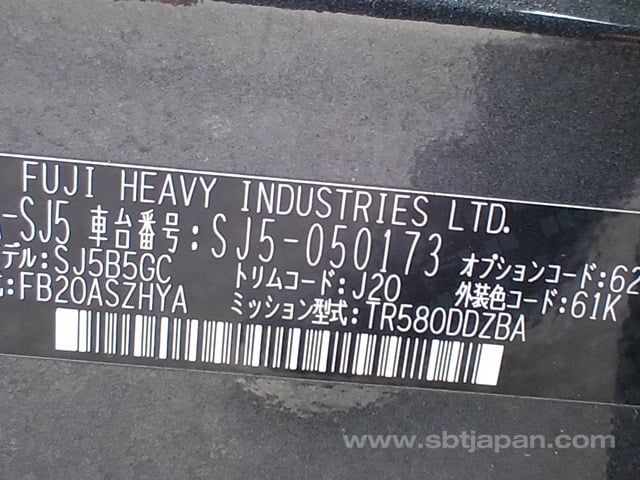 FUJI HEAVY INDUSTRIES LTD.
-SJ5 車台番号:SJ5-050173
デル:SJ5B5GC トリムコード:J20 オプションコード:62
:FB20ASZHYA ミッション型式:TR580DDZBA 外装色コード:61K
www.sbtjapan.com